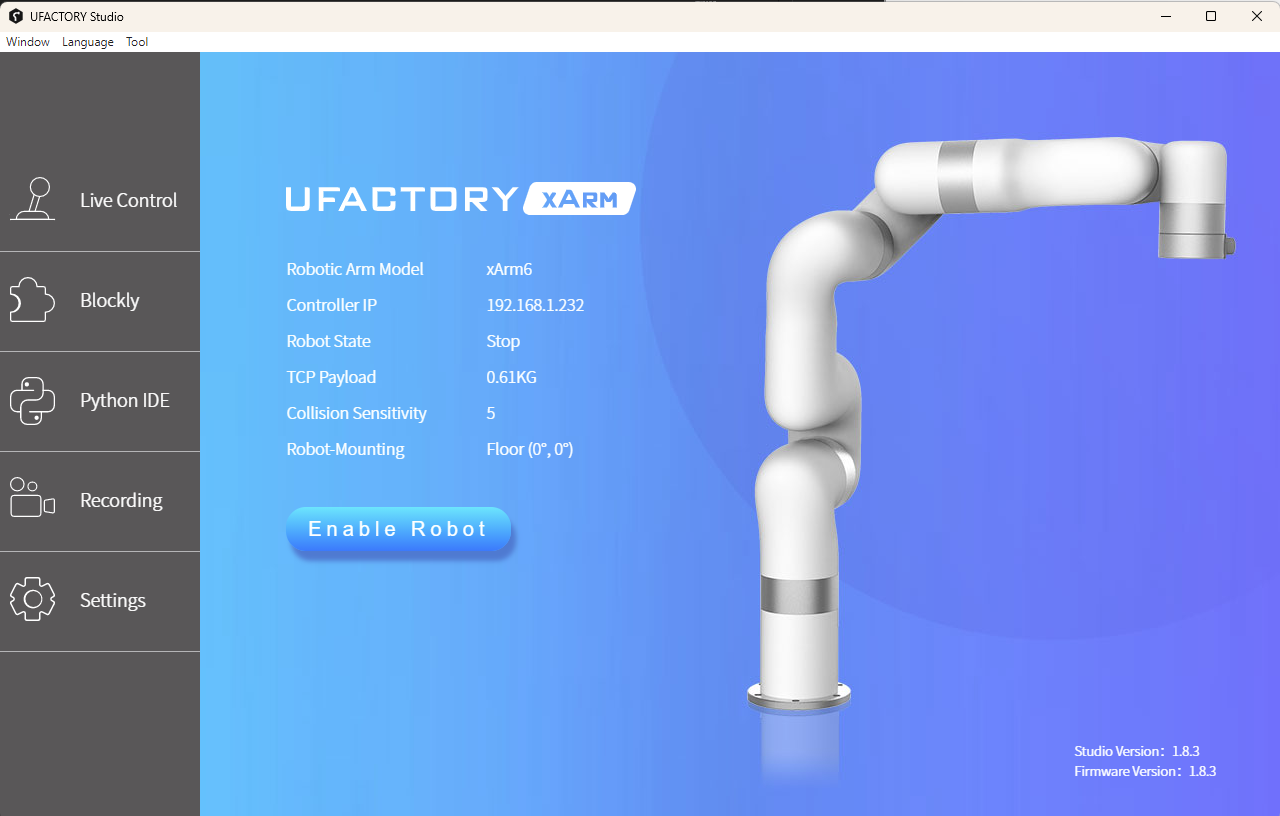 UFACTORY Studio
Window Language Tool
Live Control
Blockly
Python IDE
Recording
Settings
UFACTORY xARM
Robotic Arm Model xArm6
Controller IP 192.168.1.232
Robot State Stop
TCP Payload 0.61KG
Collision Sensitivity 5
Robot-Mounting Floor (0°, 0°)
Enable Robot
Studio Version：1.8.3
Firmware Version：1.8.3